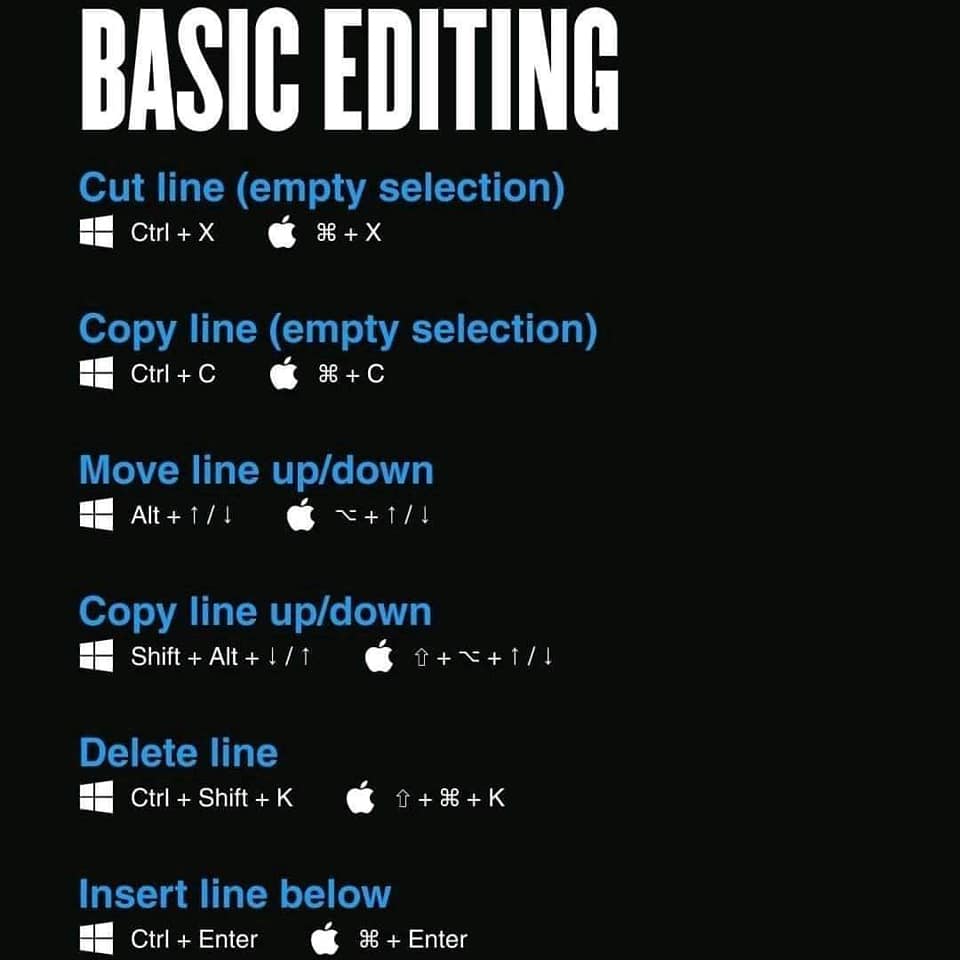 BASIC EDITING
Cut line (empty selection)
Ctrl + X ⌘ + X
Copy line (empty selection)
Ctrl + C ⌘ + C
Move line up/down
Alt + ↑ / ↓ ⌥ + ↑ / ↓
Copy line up/down
Shift + Alt + ↓ / ↑ ⇧ + ⌥ + ↑ / ↓
Delete line
Ctrl + Shift + K ⇧ + ⌘ + K
Insert line below
Ctrl + Enter ⌘ + Enter